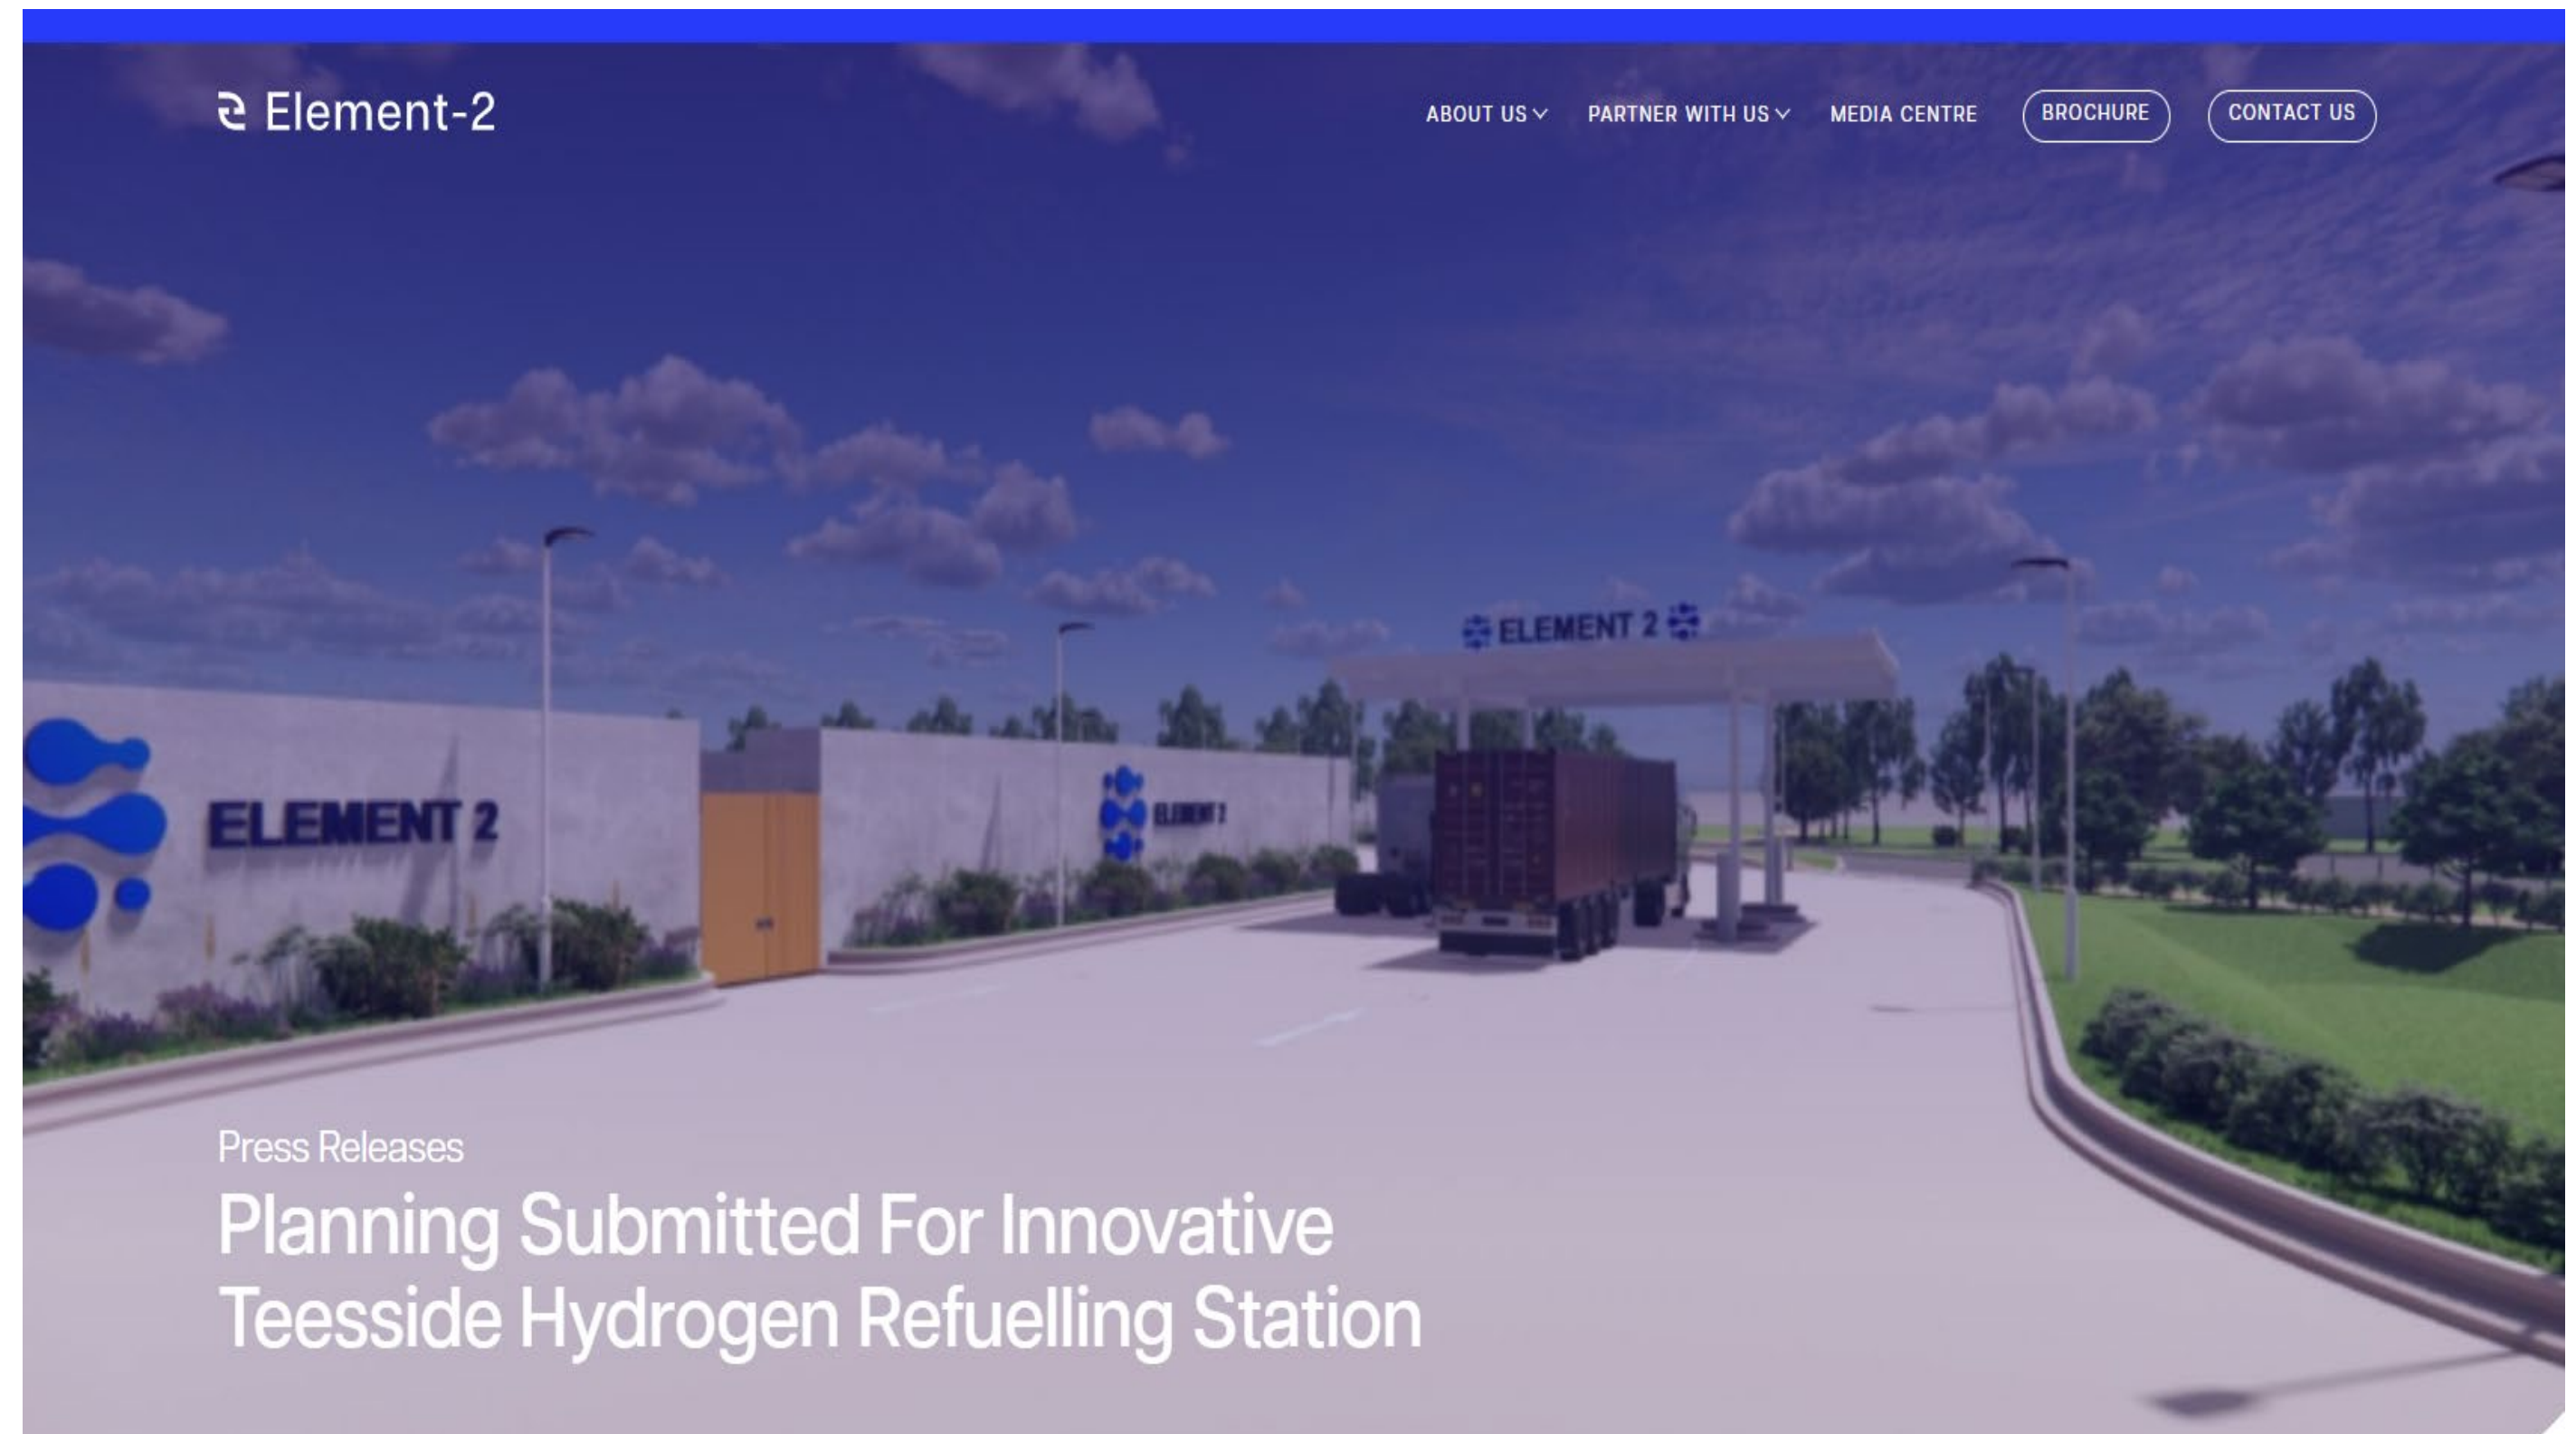 Element-2
ABOUT US
PARTNER WITH US
MEDIA CENTRE
BROCHURE
CONTACT US
ELEMENT 2
ELEMENT 2
ELEMENT 2
Press Releases
Planning Submitted For Innovative
Teesside Hydrogen Refuelling Station